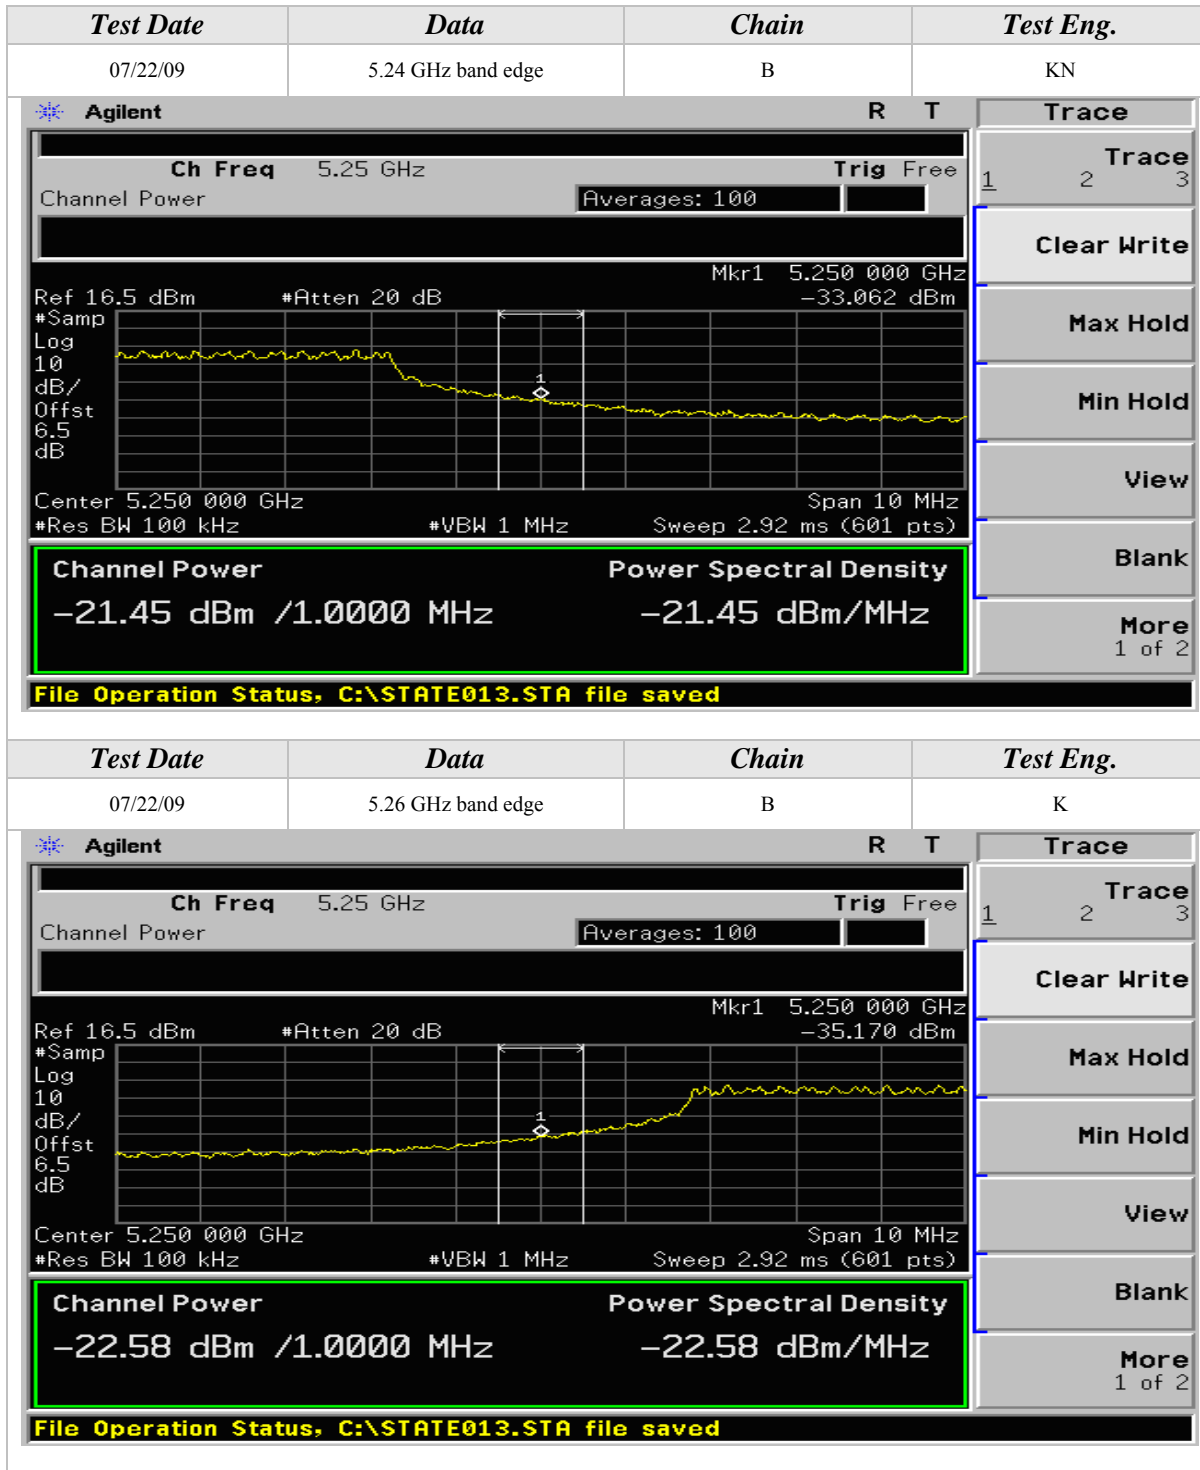 Test Date Data Chain Test Eng.
07/22/09 5.24 GHz band edge B KN
Agilent R T Trace
Ch Freq 5.25 GHz Trig Free
Channel Power Averages: 100
Mkr1 5.250 000 GHz
Ref 16.5 dBm #Atten 20 dB -33.062 dBm
#Samp
Log
10
dB/
Offst
6.5
dB
1
Center 5.250 000 GHz Span 10 MHz
#Res BW 100 kHz #VBW 1 MHz Sweep 2.92 ms (601 pts)
Channel Power Power Spectral Density
-21.45 dBm /1.0000 MHz -21.45 dBm/MHz
File Operation Status, C:\STATE013.STA file saved
Trace
1 2 3
Clear Write
Max Hold
Min Hold
View
Blank
More
1 of 2
Test Date Data Chain Test Eng.
07/22/09 5.26 GHz band edge B K
Agilent R T Trace
Ch Freq 5.25 GHz Trig Free
Channel Power Averages: 100
Mkr1 5.250 000 GHz
Ref 16.5 dBm #Atten 20 dB -35.170 dBm
#Samp
Log
10
dB/
Offst
6.5
dB
1
Center 5.250 000 GHz Span 10 MHz
#Res BW 100 kHz #VBW 1 MHz Sweep 2.92 ms (601 pts)
Channel Power Power Spectral Density
-22.58 dBm /1.0000 MHz -22.58 dBm/MHz
File Operation Status, C:\STATE013.STA file saved
Trace
1 2 3
Clear Write
Max Hold
Min Hold
View
Blank
More
1 of 2